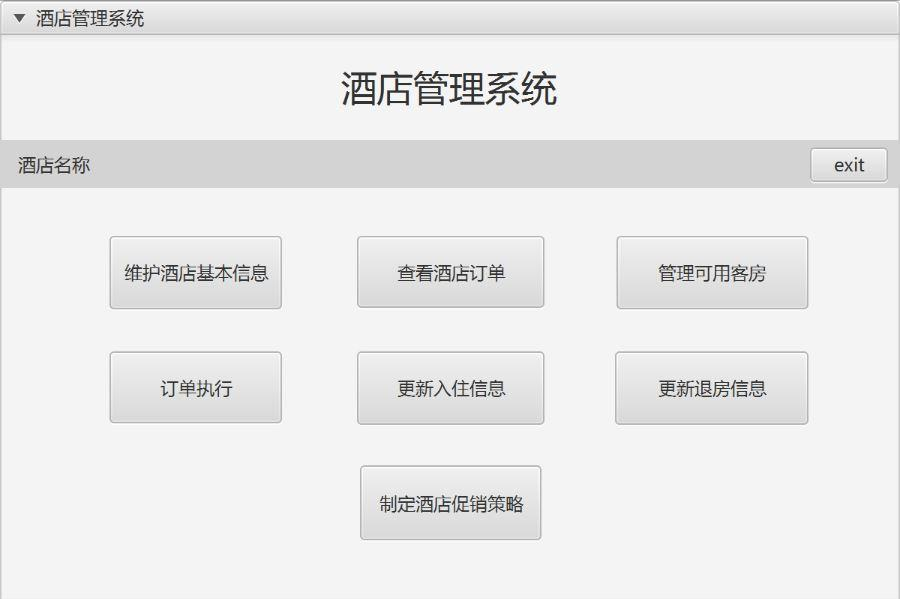 酒店管理系统
酒店管理系统
酒店名称
exit
维护酒店基本信息
查看酒店订单
管理可用客房
订单执行
更新入住信息
更新退房信息
制定酒店促销策略